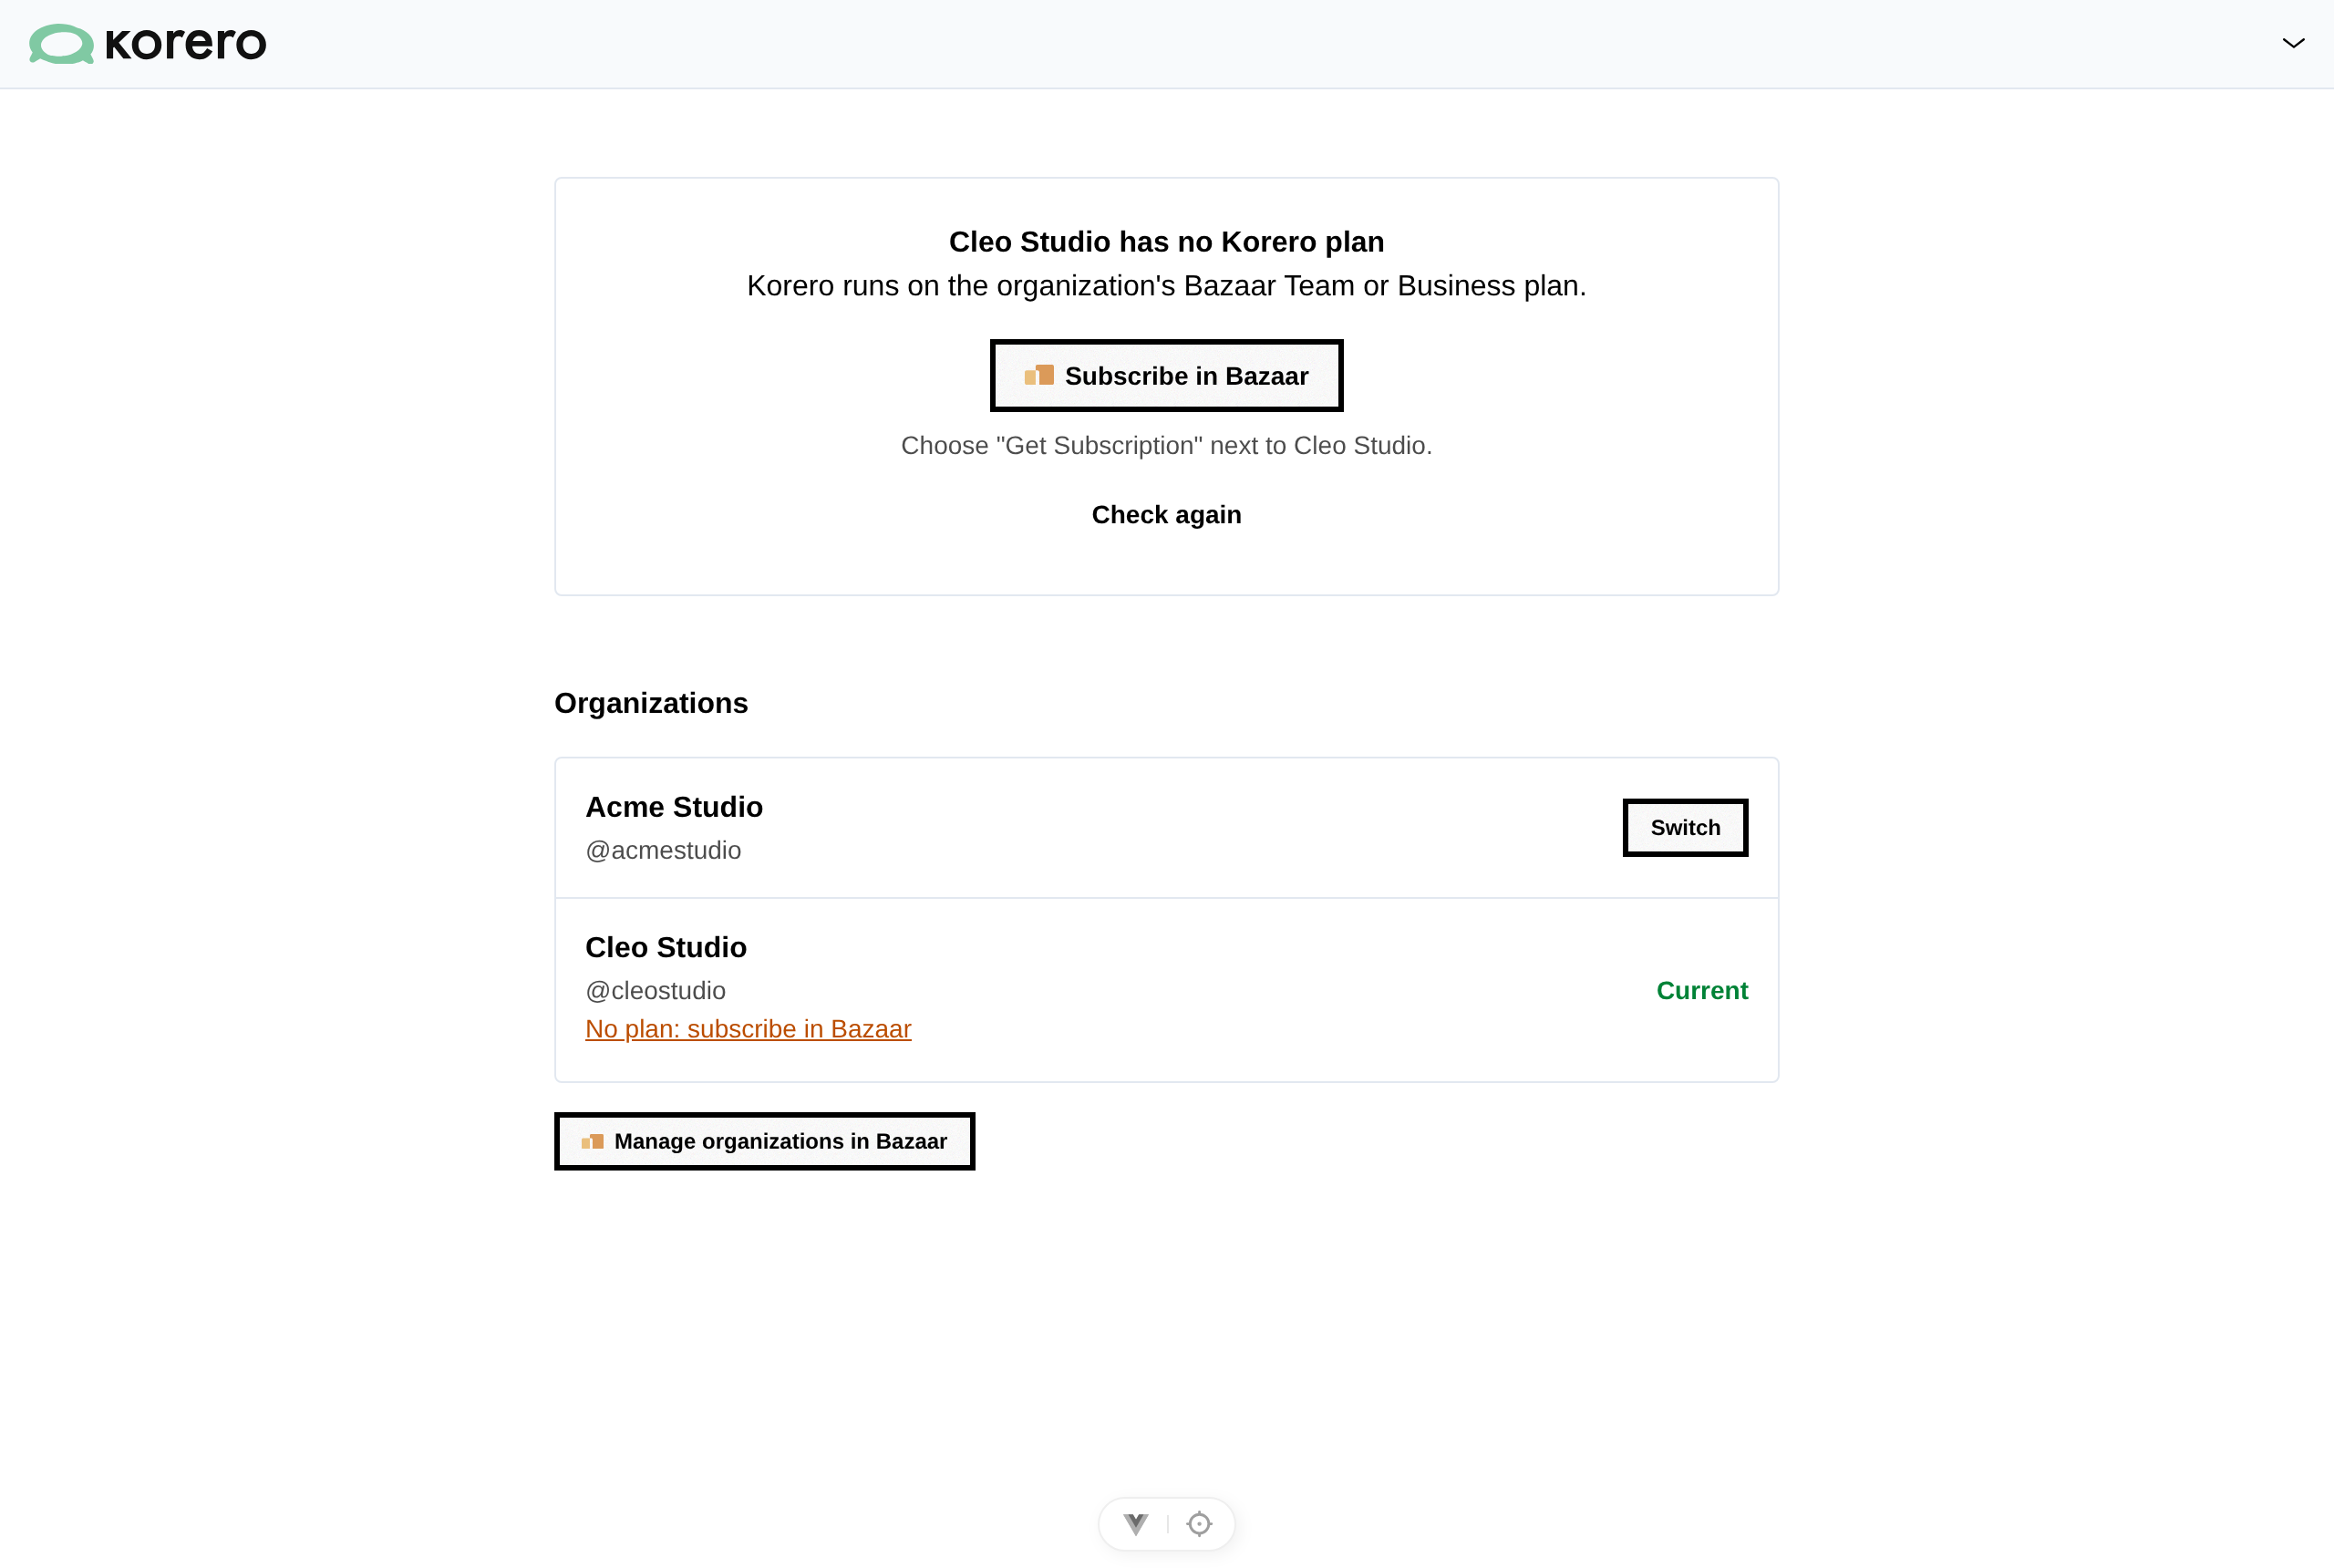 korero
Cleo Studio has no Korero plan
Korero runs on the organization's Bazaar Team or Business plan.
Subscribe in Bazaar
Choose "Get Subscription" next to Cleo Studio.
Check again
Organizations
Acme Studio
@acmestudio
Switch
Cleo Studio
@cleostudio
No plan: subscribe in Bazaar
Current
Manage organizations in Bazaar